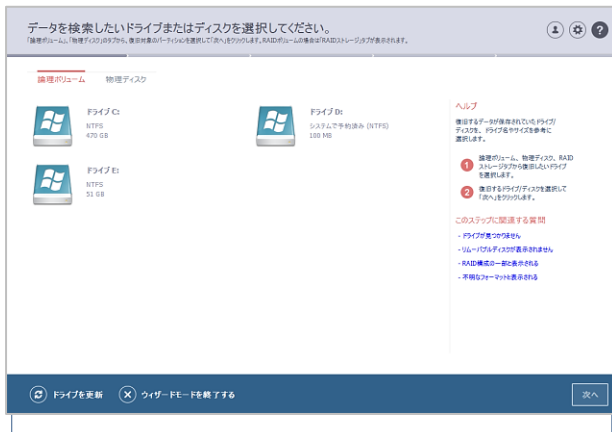 データを検索したいドライブまたはディスクを選択してください。
「論理ボリューム」、「物理ディスク」のタブから、復旧対象のパーティションを選択して「次へ」をクリックします。RAIDボリュームの場合は「RAIDストレージ」タブが表示されます。
論理ボリューム 物理ディスク
ドライブ C:
NTFS
470 GB
ドライブ D:
システムで予約済み (NTFS)
100 MB
ドライブ E:
NTFS
51 GB
ヘルプ
復旧するデータが保存されていたドライブ/
ディスクを、ドライブ名やサイズを参考に
選択します。
1 論理ボリューム、物理ディスク、RAID
ストレージタブから復旧したいドライブ
を選択します。
2 復旧するドライブ/ディスクを選択して
「次へ」をクリックします。
このステップに関連する質問
- ドライブが見つかりません
- リムーバブルディスクが表示されません
- RAID構成の一部と表示される
- 不明なフォーマットと表示される
ドライブを更新 ウィザードモードを終了する 次へ